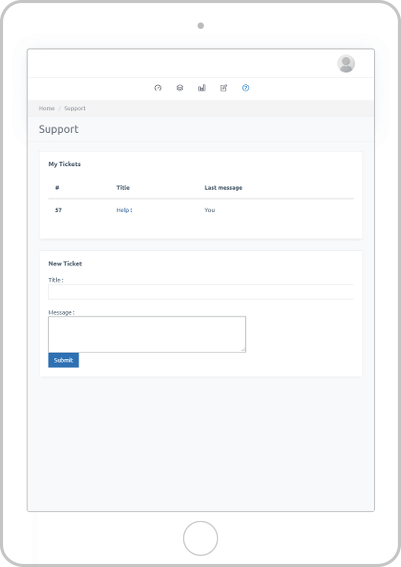 Home / Support
Support
My Tickets
# Title Last message
57 Help : You
New Ticket
Title :
Message :
Submit